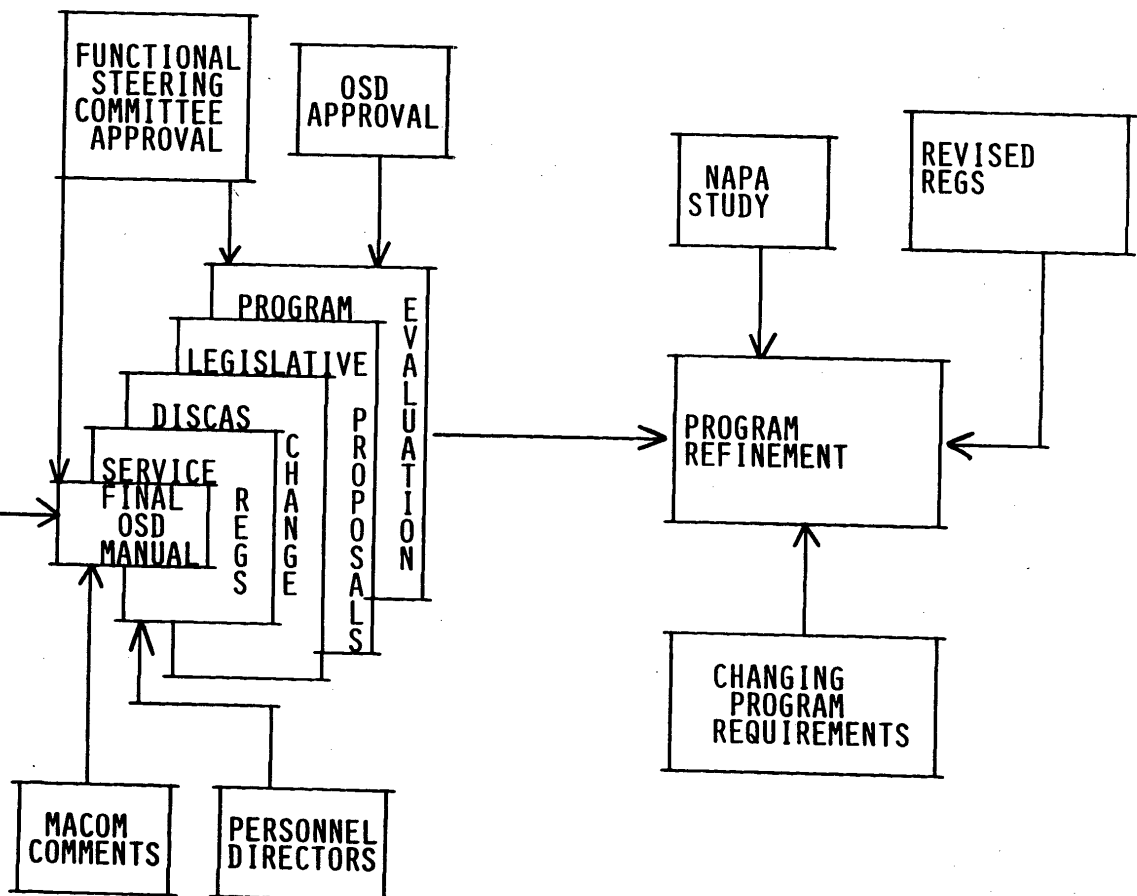 FUNCTIONAL
STEERING
COMMITTEE
APPROVAL
OSD
APPROVAL
NAPA
STUDY
REVISED
REGS
PROGRAM
EVALUATION
LEGISLATIVE
PROPOSALS
DISCAS
CHANGE
SERVICE
REGS
FINAL
OSD
MANUAL
PROGRAM
REFINEMENT
CHANGING
PROGRAM
REQUIREMENTS
MACOM
COMMENTS
PERSONNEL
DIRECTORS